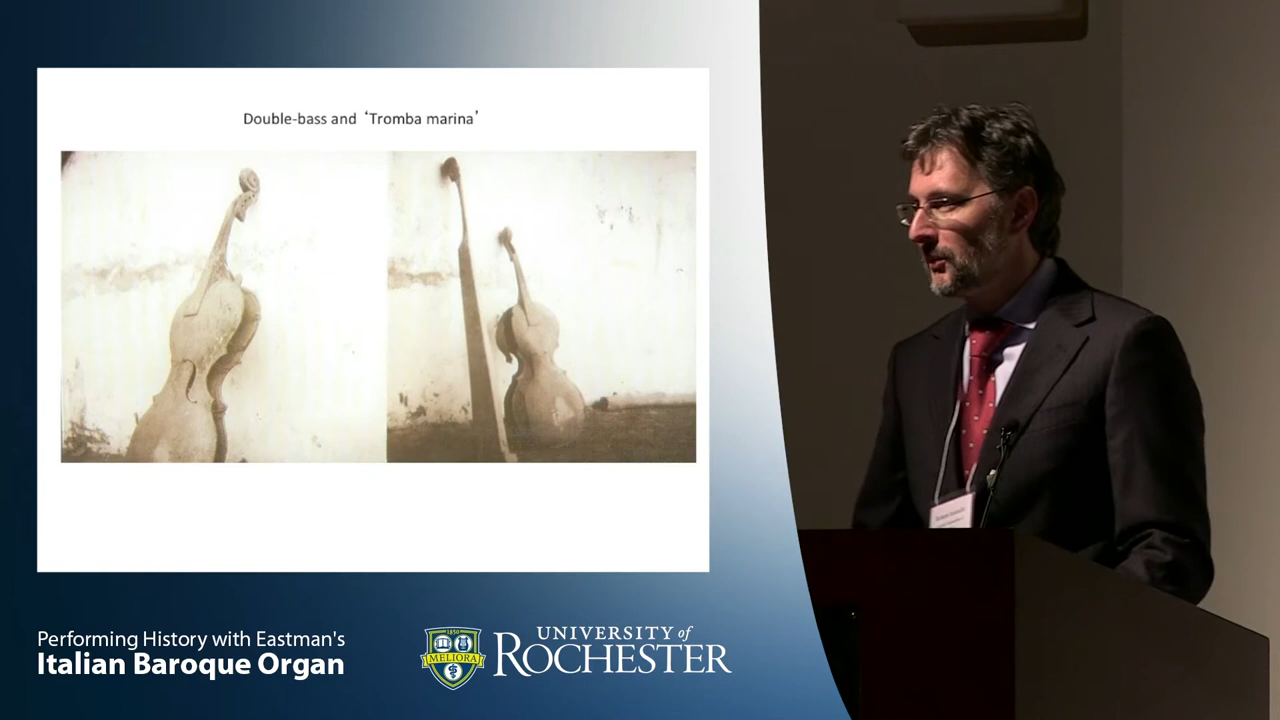 Double-bass and ‘Tromba marina’
Performing History with Eastman's
Italian Baroque Organ
1850
MELIORA
UNIVERSITY of
ROCHESTER